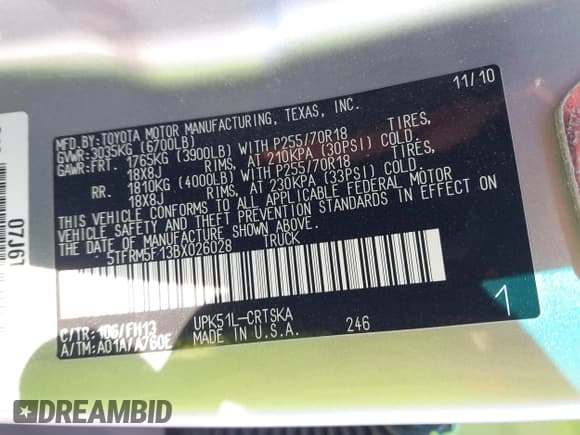 11/10
MFD.BY:TOYOTA MOTOR MANUFACTURING, TEXAS, INC.
GVWR:3035KG (6700LB)
GAWR:FRT. 1765KG (3900LB) WITH P255/70R18 TIRES,
18X8J RIMS, AT 210KPA (30PSI) COLD.
RR. 1810KG (4000LB) WITH P255/70R18 TIRES,
18X8J RIMS, AT 230KPA (33PSI) COLD.
THIS VEHICLE CONFORMS TO ALL APPLICABLE FEDERAL MOTOR
VEHICLE SAFETY AND THEFT PREVENTION STANDARDS IN EFFECT ON
THE DATE OF MANUFACTURE SHOWN ABOVE.
5TFRM5F13BX026028 TRUCK
C/TR:106/FH13 UPK51L-CRTSKA
A/TM:A01A/A760E MADE IN U.S.A. 246
1
DREAMBID